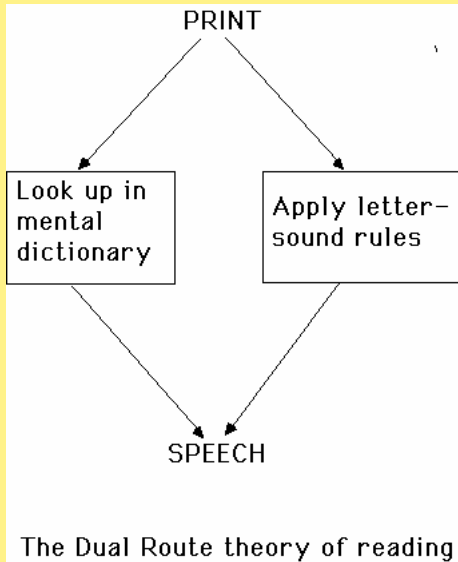 PRINT
Look up in
mental
dictionary
Apply letter-
sound rules
SPEECH
The Dual Route theory of reading